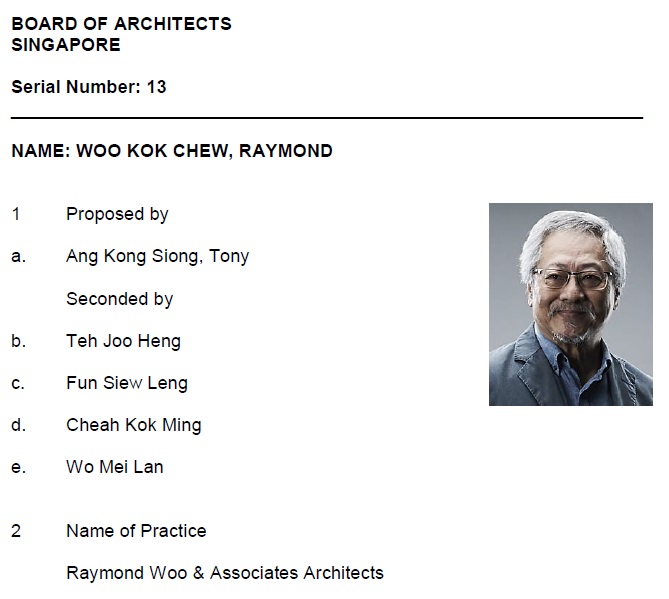 BOARD OF ARCHITECTS
SINGAPORE
Serial Number: 13
NAME: WOO KOK CHEW, RAYMOND
1 Proposed by
a. Ang Kong Siong, Tony
Seconded by
b. Teh Joo Heng
c. Fun Siew Leng
d. Cheah Kok Ming
e. Wo Mei Lan
2 Name of Practice
Raymond Woo & Associates Architects